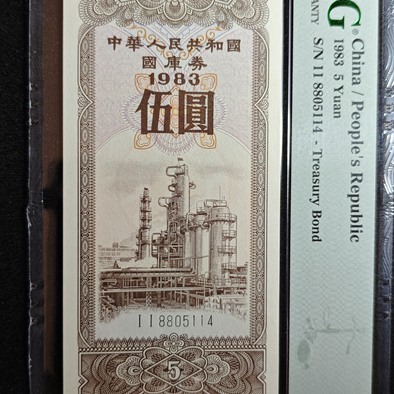 中華人民共和國
國庫券
1983
伍圓
I I 8805114
5
G®
China / People's Republic
1983 5 Yuan
S/N I I 8805114 - Treasury Bond
ANTY